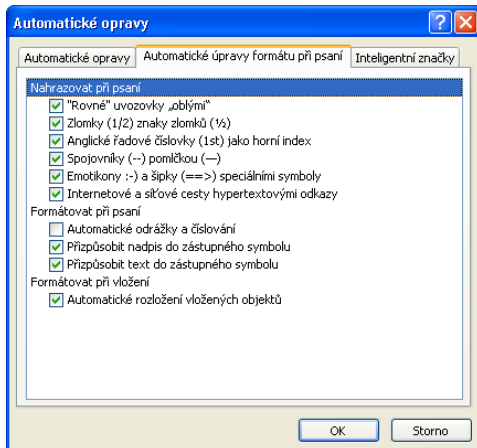 Automatické opravy
Automatické opravy Automatické úpravy formátu při psaní Inteligentní značky
Nahrazovat při psaní
"Rovné" uvozovky „oblými“
Zlomky (1/2) znaky zlomků (½)
Anglické řadové číslovky (1st) jako horní index
Spojovníky (--) pomlčkou (—)
Emotikony :-) a šipky (==>) speciálními symboly
Internetové a síťové cesty hypertextovými odkazy
Formátovat při psaní
Automatické odrážky a číslování
Přizpůsobit nadpis do zástupného symbolu
Přizpůsobit text do zástupného symbolu
Formátovat při vložení
Automatické rozložení vložených objektů
OK Storno